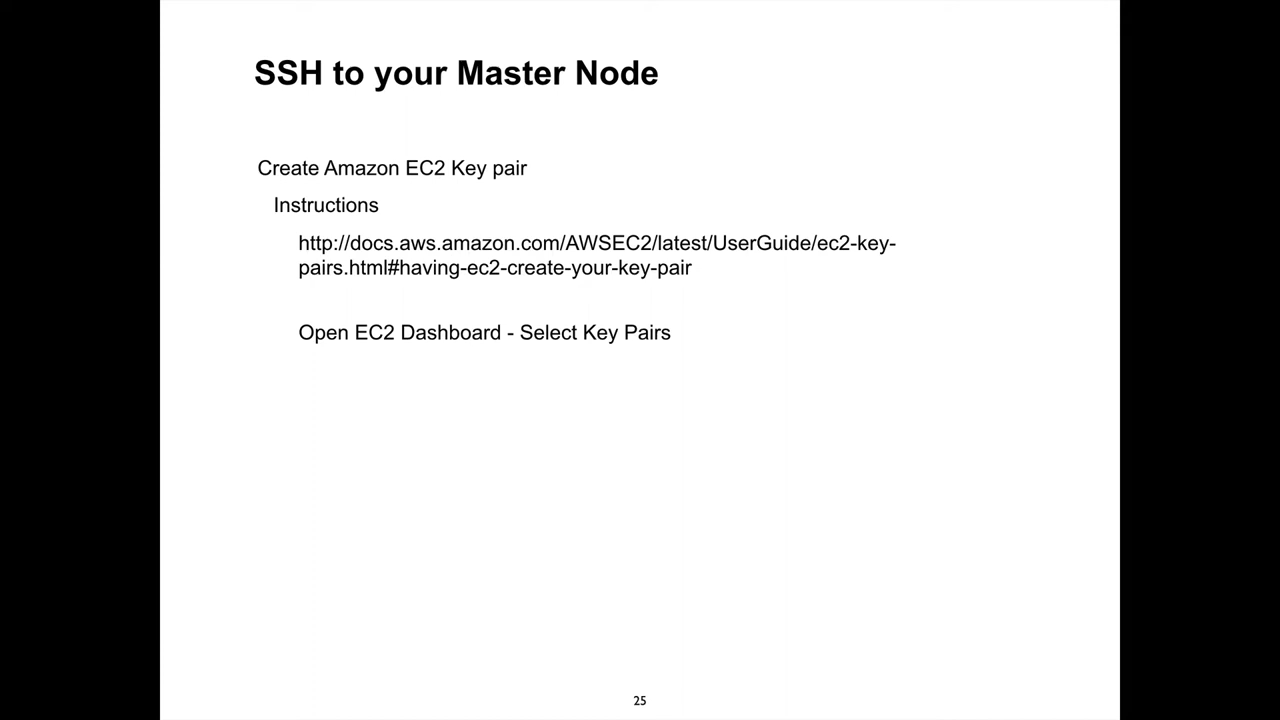 SSH to your Master Node
Create Amazon EC2 Key pair
Instructions
http://docs.aws.amazon.com/AWSEC2/latest/UserGuide/ec2-key-
pairs.html#having-ec2-create-your-key-pair
Open EC2 Dashboard - Select Key Pairs
25